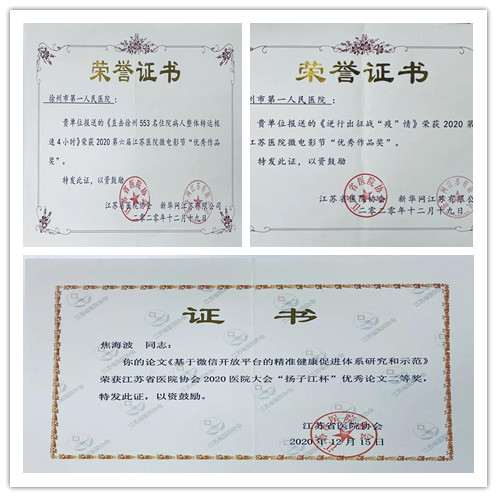 荣誉证书
徐州市第一人民医院：
贵单位报送的《直击徐州553名住院病人整体转运极
速4小时》荣获2020第六届江苏医院微电影节“优秀作品
奖”。
特发此证，以资鼓励。
江苏省医院协会 新华网江苏有限公司
二〇二〇年十二月十九日
荣誉证书
州市第一人民医院：
贵单位报送的《逆行出征战“疫”情》荣获2020
江苏医院微电影节“优秀作品奖”。
特发此证，以资鼓励。
江苏省医院协会 新华网江苏有限公司
二〇二〇年十二月十九日
证书
焦海波 同志：
你的论文《基于微信开放平台的精准健康促进体系研究和示范》
荣获江苏省医院协会2020医院大会“扬子江杯”优秀论文二等奖，
特发此证，以资鼓励。
江苏省医院协会
2020年12月15日